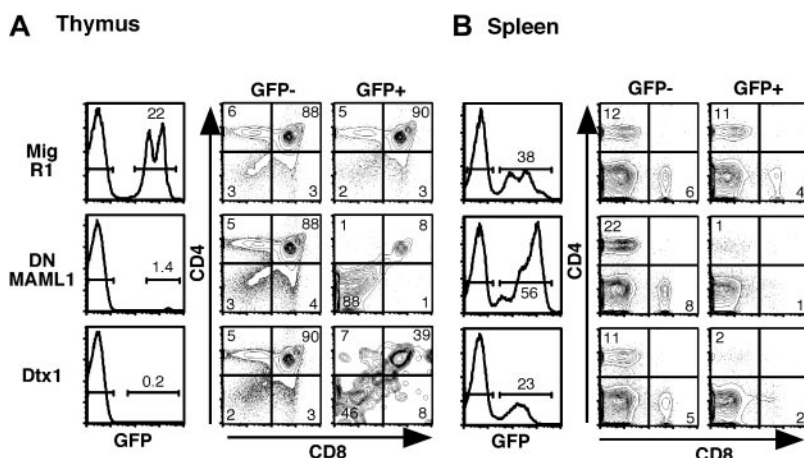 A Thymus
B Spleen
GFP- GFP+
GFP- GFP+
Mig
R1
22
6 88
3 3
5 90
2 3
38
12
6
11
4
DN
MAML1
1.4
5 88
3 4
1 8
88 1
56
22
8
1
1
Dtx1
0.2
5 90
2 3
7 39
46 8
23
11
5
2
2
CD4
CD4
GFP
CD8
GFP
CD8